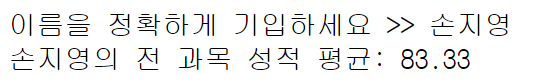 이름을 정확하게 기입하세요 >> 손지영
손지영의 전 과목 성적 평균: 83.33